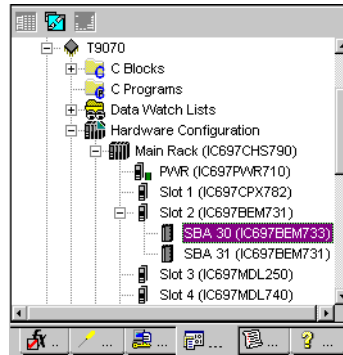 T9070
C Blocks
C Programs
Data Watch Lists
Hardware Configuration
Main Rack (IC697CHS790)
PWR (IC697PWR710)
Slot 1 (IC697CPX782)
Slot 2 (IC697BEM731)
SBA 30 (IC697BEM733)
SBA 31 (IC697BEM731)
Slot 3 (IC697MDL250)
Slot 4 (IC697MDL740)